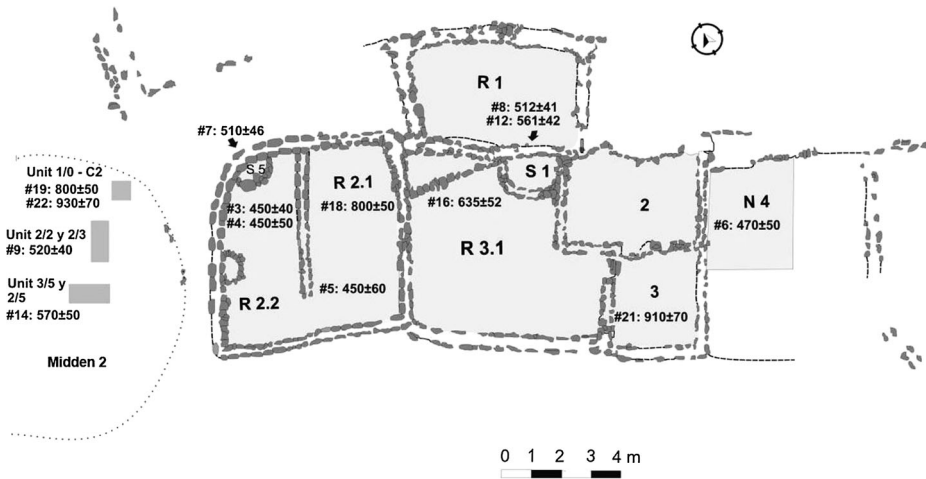 R 1
#8: 512±41
#12: 561±42
#7: 510±46
S 5
R 2.1
#3: 450±40
#4: 450±50
#18: 800±50
#5: 450±60
R 2.2
#16: 635±52
S 1
R 3.1
2
3
#21: 910±70
N 4
#6: 470±50
Unit 1/0 - C2
#19: 800±50
#22: 930±70
Unit 2/2 y 2/3
#9: 520±40
Unit 3/5 y
2/5
#14: 570±50
Midden 2
0 1 2 3 4 m